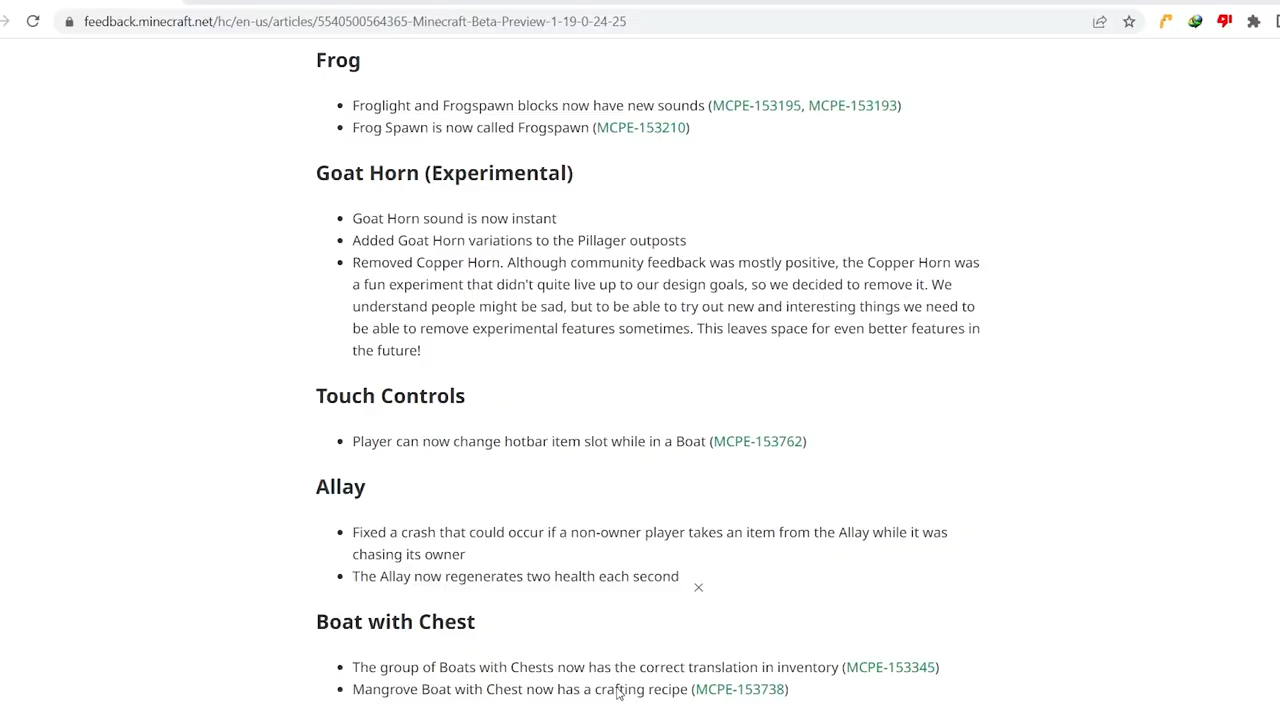 feedback.minecraft.net/hc/en-us/articles/5540500564365-Minecraft-Beta-Preview-1-19-0-24-25
Frog
• Froglight and Frogspawn blocks now have new sounds (MCPE-153195, MCPE-153193)
• Frog Spawn is now called Frogspawn (MCPE-153210)
Goat Horn (Experimental)
• Goat Horn sound is now instant
• Added Goat Horn variations to the Pillager outposts
• Removed Copper Horn. Although community feedback was mostly positive, the Copper Horn was
a fun experiment that didn't quite live up to our design goals, so we decided to remove it. We
understand people might be sad, but to be able to try out new and interesting things we need to
be able to remove experimental features sometimes. This leaves space for even better features in
the future!
Touch Controls
• Player can now change hotbar item slot while in a Boat (MCPE-153762)
Allay
• Fixed a crash that could occur if a non-owner player takes an item from the Allay while it was
chasing its owner
• The Allay now regenerates two health each second
Boat with Chest
• The group of Boats with Chests now has the correct translation in inventory (MCPE-153345)
• Mangrove Boat with Chest now has a crafting recipe (MCPE-153738)